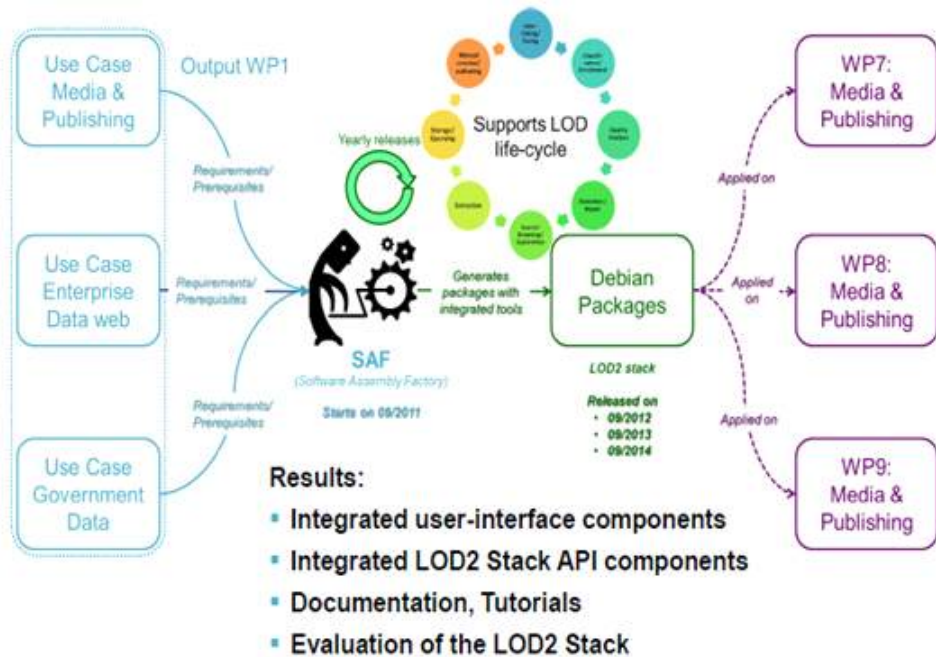 Use Case
Media &
Publishing
Output WP1
Requirements/
Prerequisites
Use Case
Enterprise
Data web
Requirements/
Prerequisites
Use Case
Government
Data
Requirements/
Prerequisites
Yearly releases
Supports LOD
life-cycle
Extraction
SAF
(Software Assembly Factory)
Starts on 09/2011
Generates
packages with
integrated tools
Debian
Packages
LOD2 stack
Released on
• 09/2012
• 09/2013
• 09/2014
Applied on
WP7:
Media &
Publishing
Applied
on
WP8:
Media &
Publishing
Applied on
WP9:
Media &
Publishing
Results:
▪ Integrated user-interface components
▪ Integrated LOD2 Stack API components
▪ Documentation, Tutorials
▪ Evaluation of the LOD2 Stack